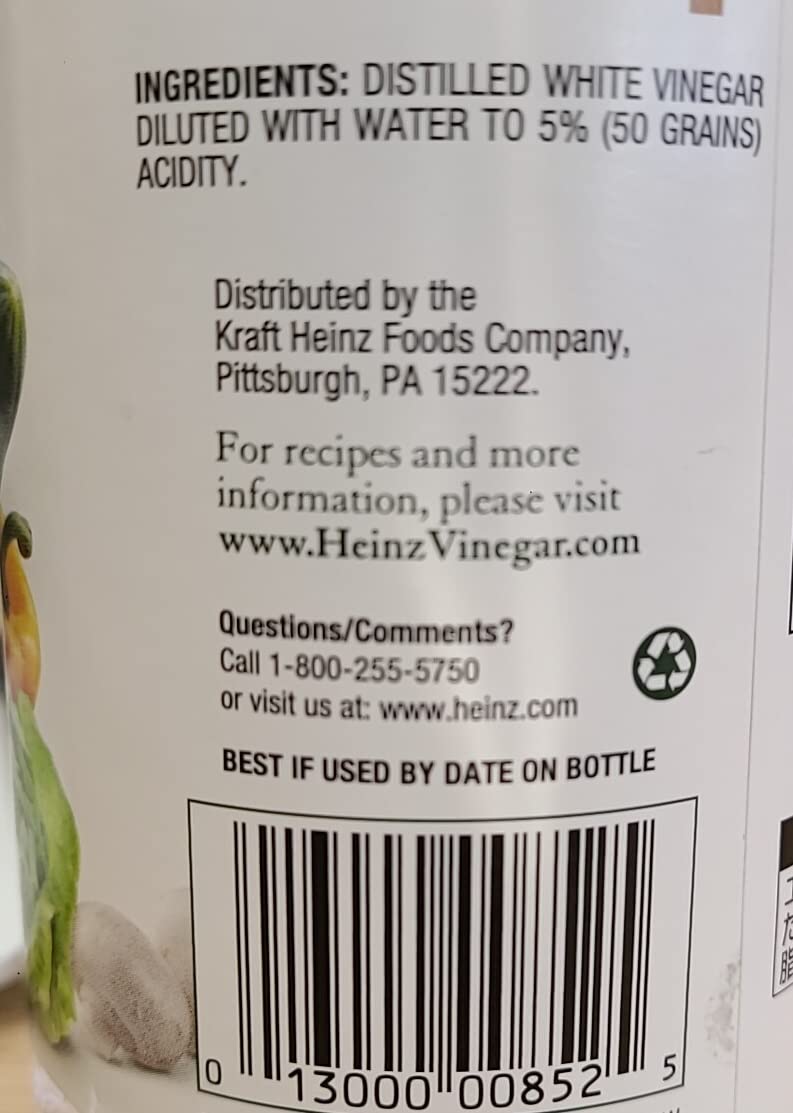 INGREDIENTS: DISTILLED WHITE VINEGAR
DILUTED WITH WATER TO 5% (50 GRAINS)
ACIDITY.
Distributed by the
Kraft Heinz Foods Company,
Pittsburgh, PA 15222.
For recipes and more
information, please visit
www.HeinzVinegar.com
Questions/Comments?
Call 1-800-255-5750
or visit us at: www.heinz.com
BEST IF USED BY DATE ON BOTTLE
0 13000 00852 5